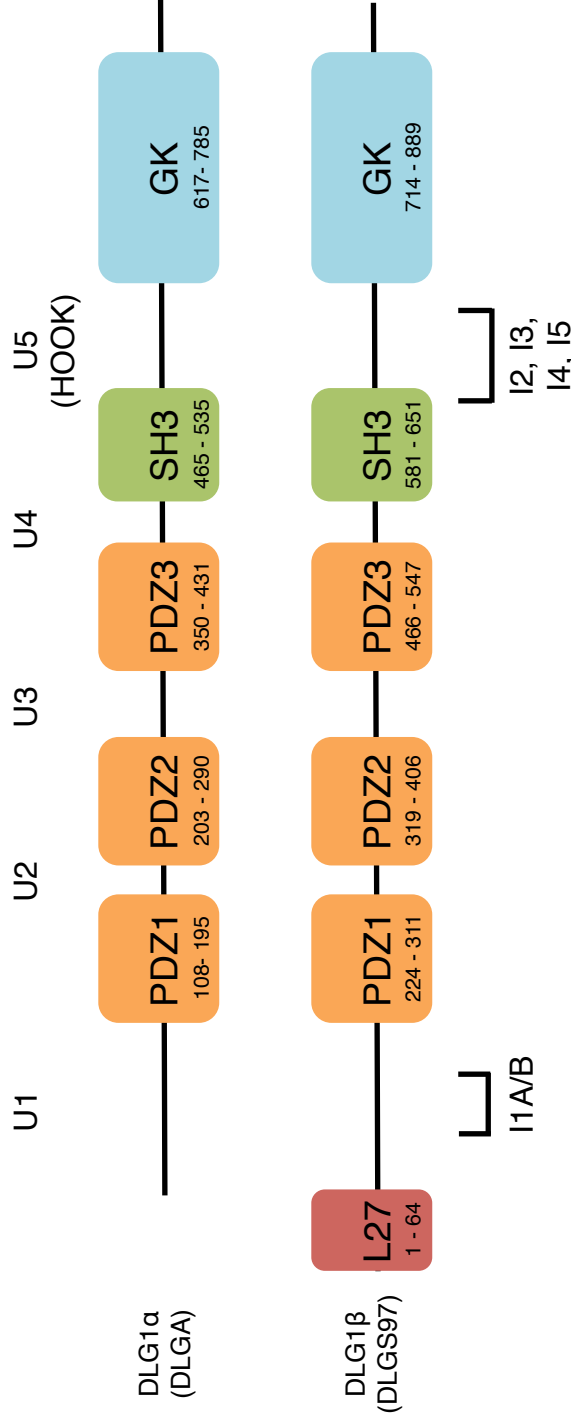 U1
U2
U3
U4
U5
(HOOK)
DLG1α
(DLGA)
PDZ1
108- 195
PDZ2
203 - 290
PDZ3
350 - 431
SH3
465 - 535
GK
617- 785
DLG1β
(DLGS97)
L27
1 - 64
PDZ1
224 - 311
PDZ2
319 - 406
PDZ3
466 - 547
SH3
581 - 651
GK
714 - 889
I1A/B
I2, I3,
I4, I5